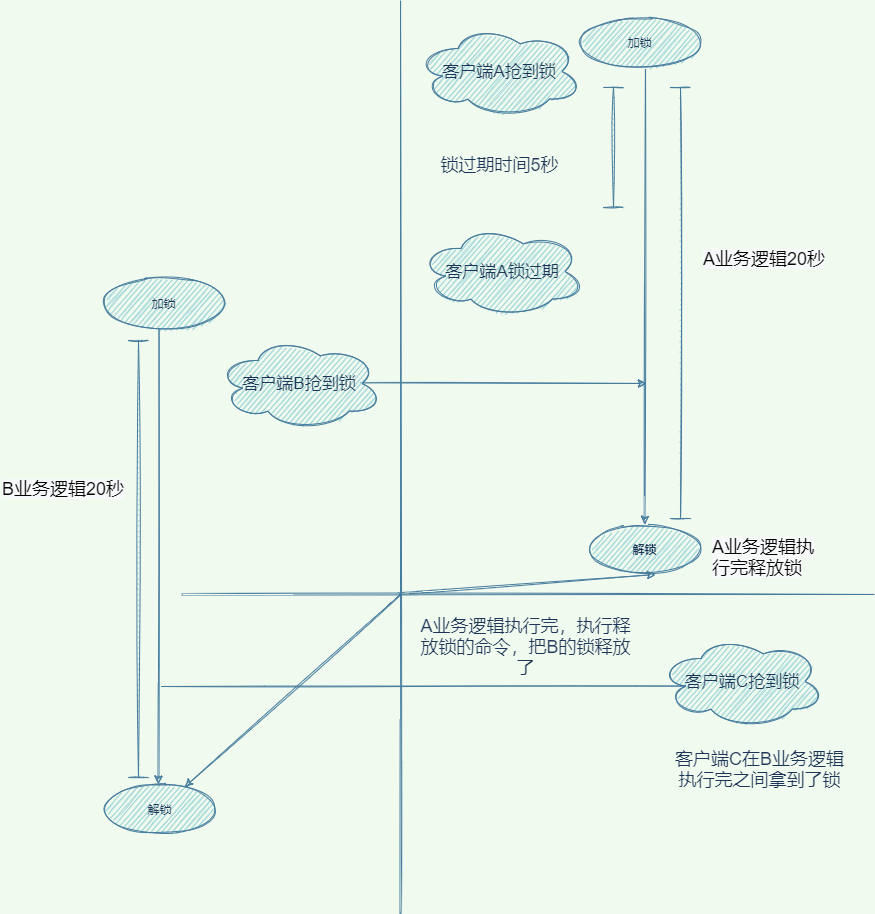 加锁
客户端A抢到锁
锁过期时间5秒
A业务逻辑20秒
客户端A锁过期
加锁
客户端B抢到锁
B业务逻辑20秒
解锁
A业务逻辑执
行完释放锁
A业务逻辑执行完，执行释
放锁的命令，把B的锁释放
了
客户端C抢到锁
客户端C在B业务逻辑
执行完之间拿到了锁
解锁